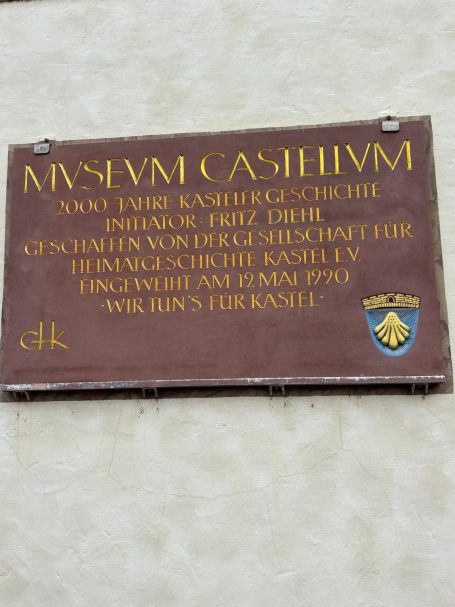 MVSEVM CASTELLVM
2000 JAHRE KASTELER GESCHICHTE
INITIATOR: FRITZ DIEHL
GESCHAFFEN VON DER GESELLSCHAFT FÜR
HEIMATGESCHICHTE KASTEL E.V.
EINGEWEIHT AM 12. MAI 1990
·WIR TUN'S FÜR KASTEL·
GHK